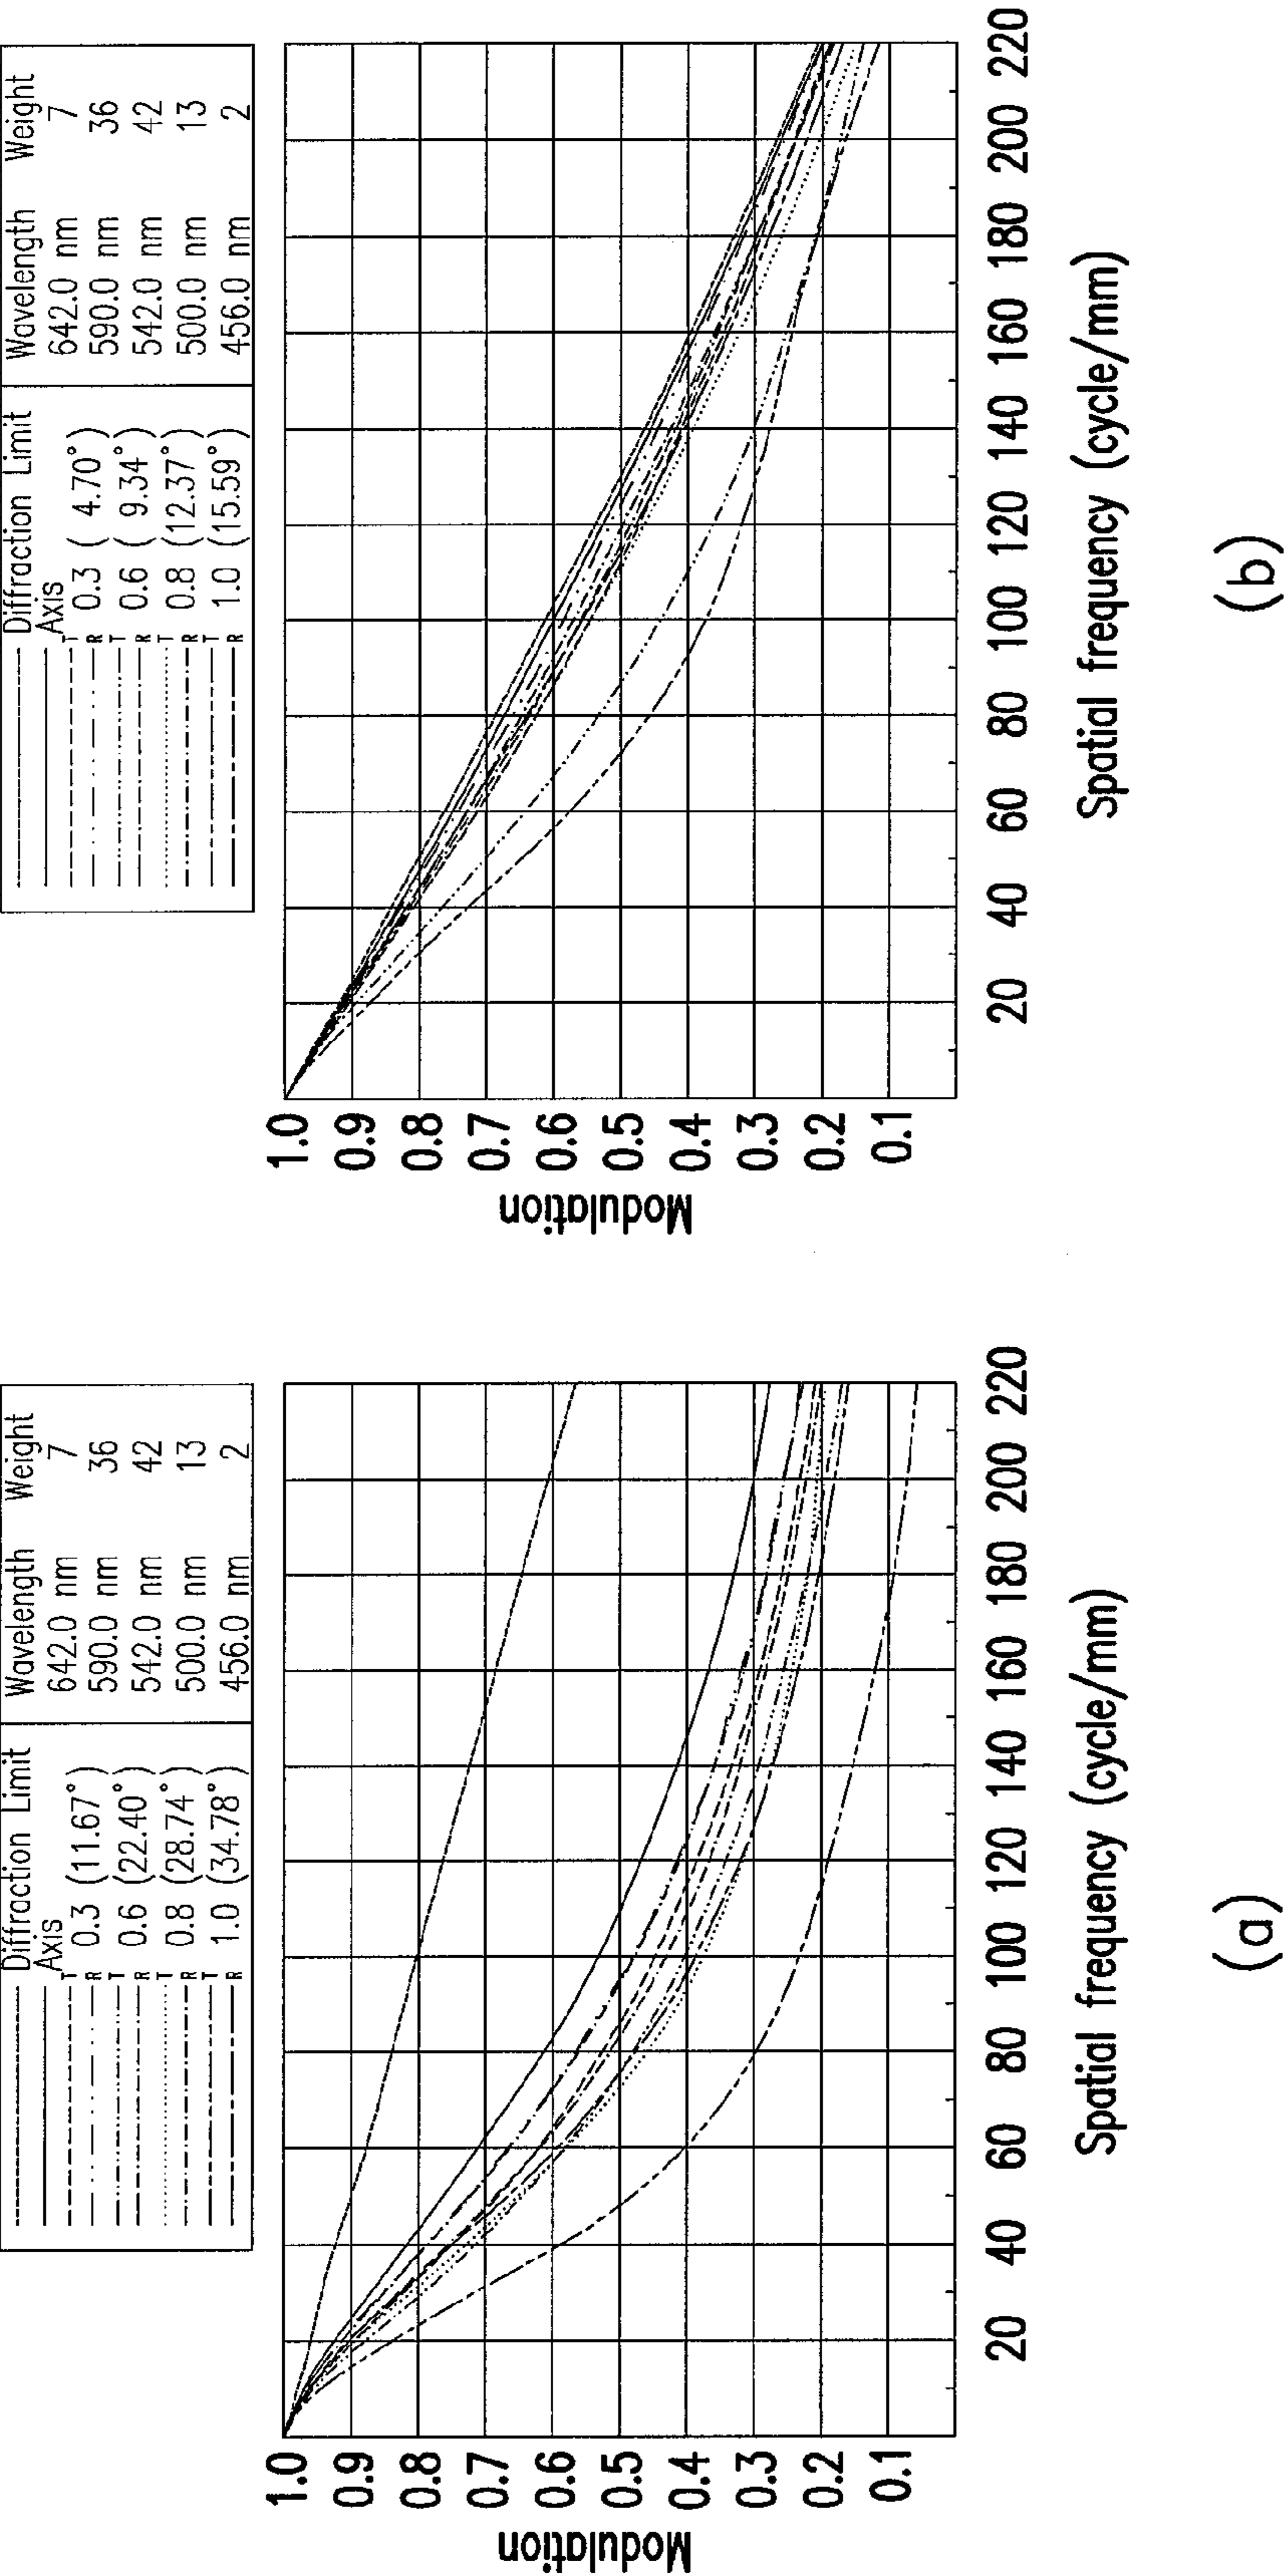 Diffraction Limit
Axis
T
R 0.3 (11.67°)
T
R 0.6 (22.40°)
T
R 0.8 (28.74°)
T
R 1.0 (34.78°)
Wavelength Weight
642.0 nm 7
590.0 nm 36
542.0 nm 42
500.0 nm 13
456.0 nm 2
Modulation
1.0
0.9
0.8
0.7
0.6
0.5
0.4
0.3
0.2
0.1
20 40 60 80 100 120 140 160 180 200 220
Spatial frequency (cycle/mm)
(a)
Diffraction Limit
Axis
T
R 0.3 ( 4.70°)
T
R 0.6 ( 9.34°)
T
R 0.8 (12.37°)
T
R 1.0 (15.59°)
Wavelength Weight
642.0 nm 7
590.0 nm 36
542.0 nm 42
500.0 nm 13
456.0 nm 2
Modulation
1.0
0.9
0.8
0.7
0.6
0.5
0.4
0.3
0.2
0.1
20 40 60 80 100 120 140 160 180 200 220
Spatial frequency (cycle/mm)
(b)